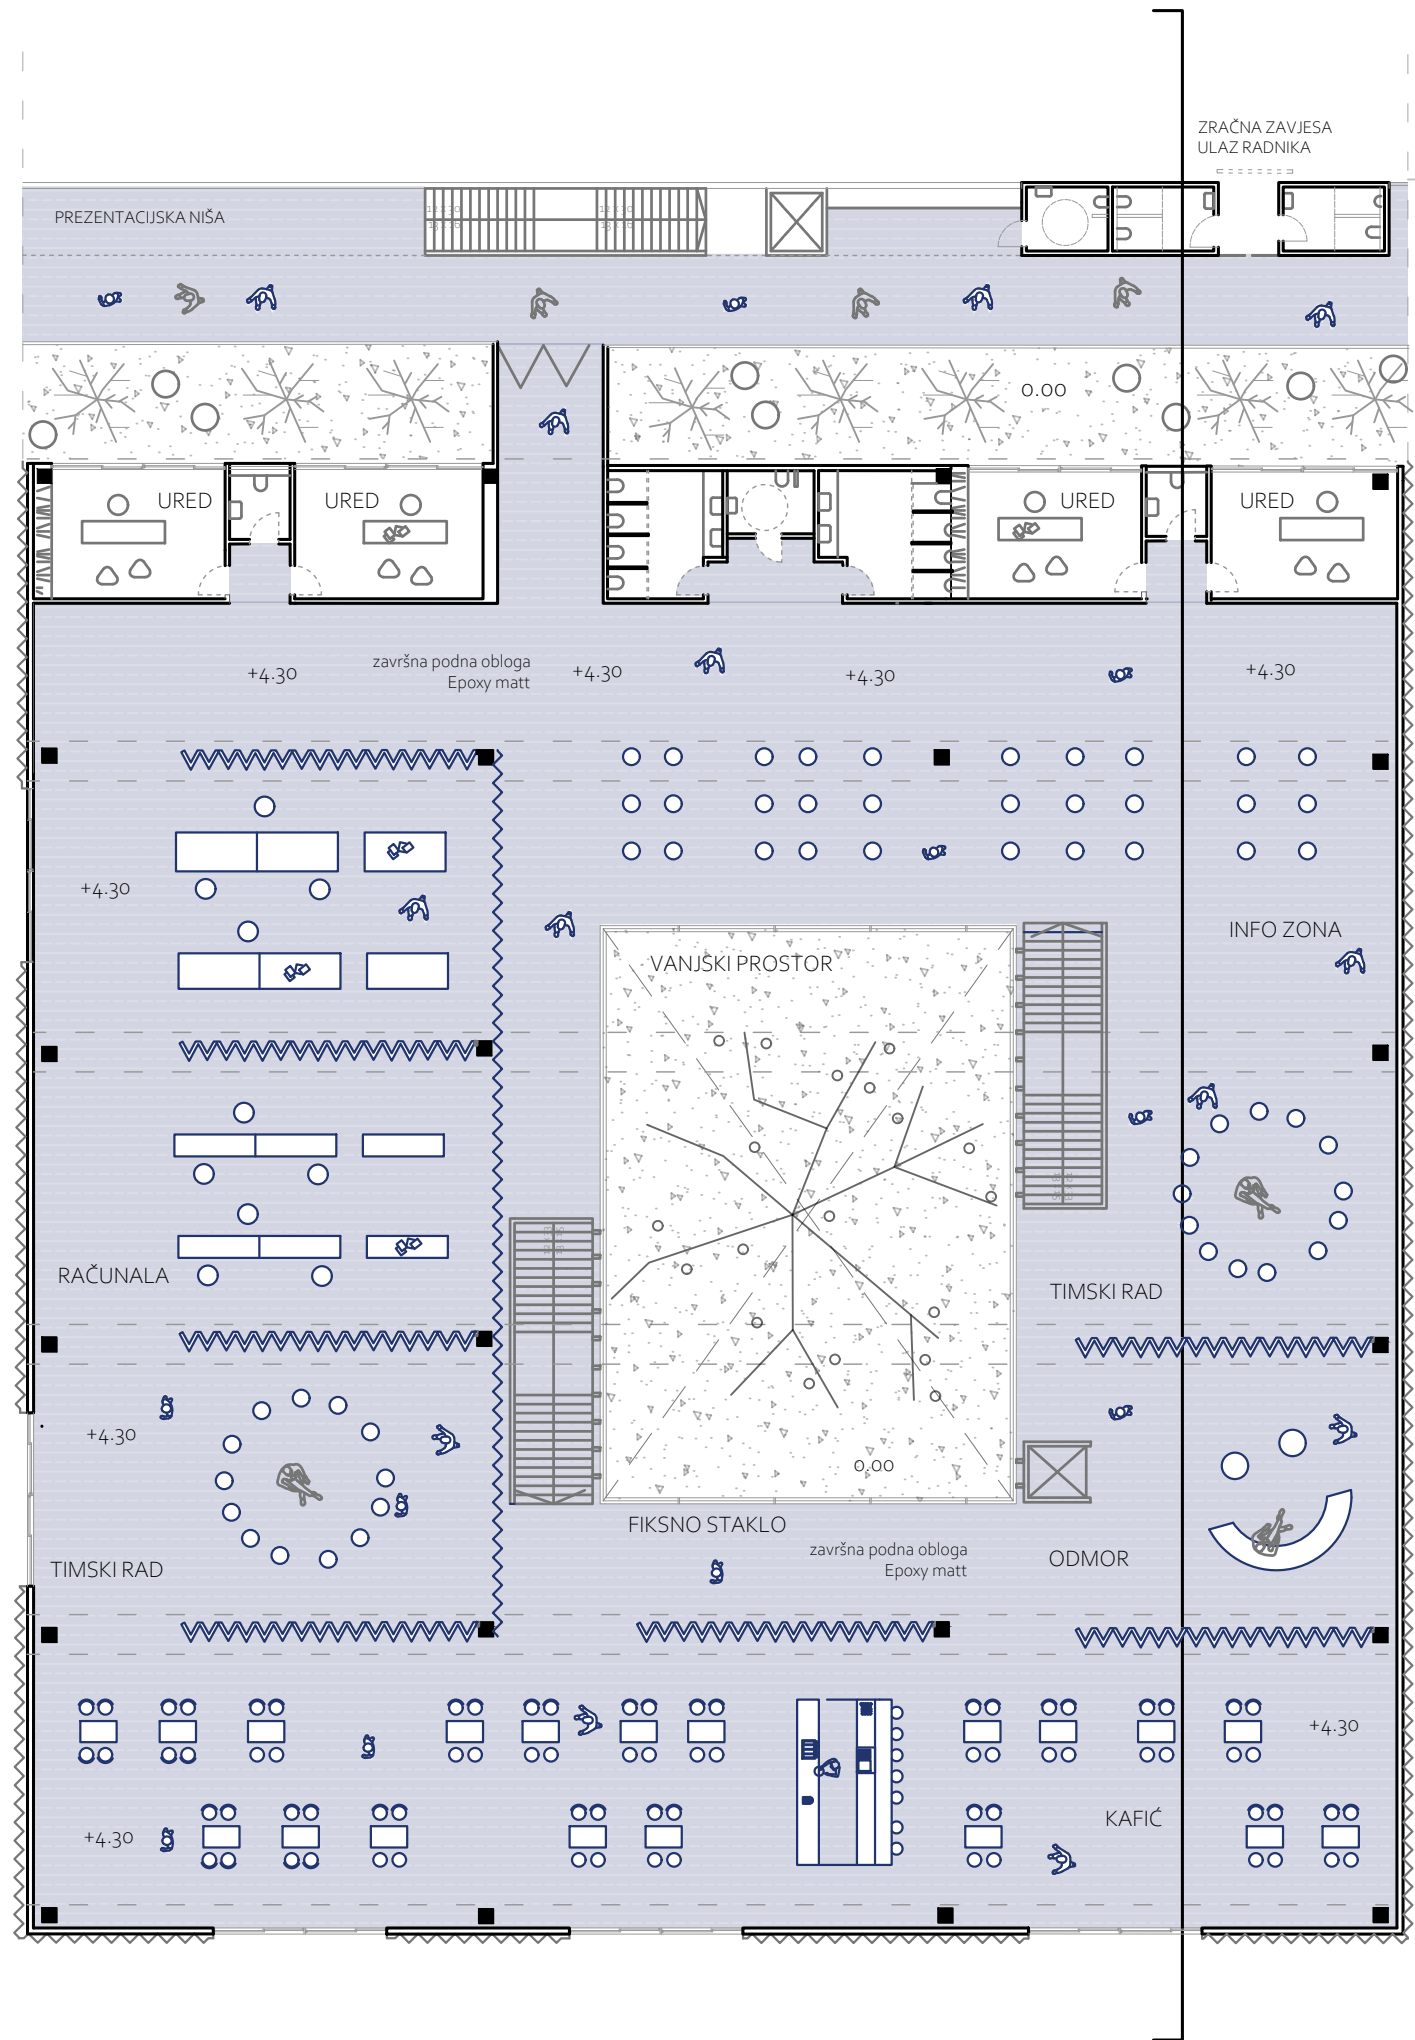 ZRAČNA ZAVJESA
ULAZ RADNIKA
PREZENTACIJSKA NIŠA
0.00
URED
URED
URED
URED
završna podna obloga
Epoxy matt
+4.30
+4.30
+4.30
+4.30
+4.30
INFO ZONA
VANJSKI PROSTOR
RAČUNALA
TIMSKI RAD
+4.30
0.00
FIKSNO STAKLO
završna podna obloga
Epoxy matt
ODMOR
TIMSKI RAD
+4.30
KAFIĆ
+4.30